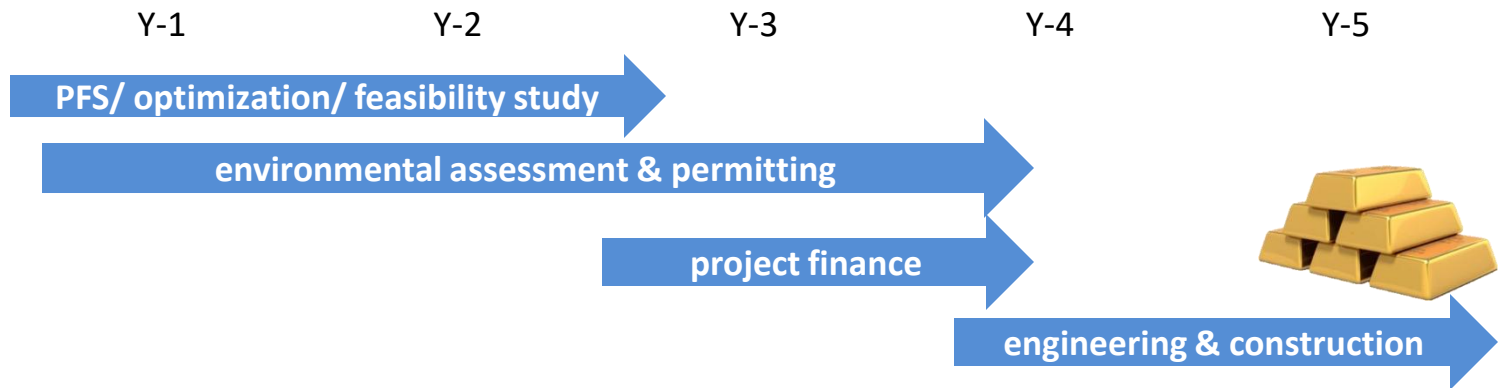 Y-1 Y-2 Y-3 Y-4 Y-5
PFS/ optimization/ feasibility study
environmental assessment & permitting
project finance
engineering & construction